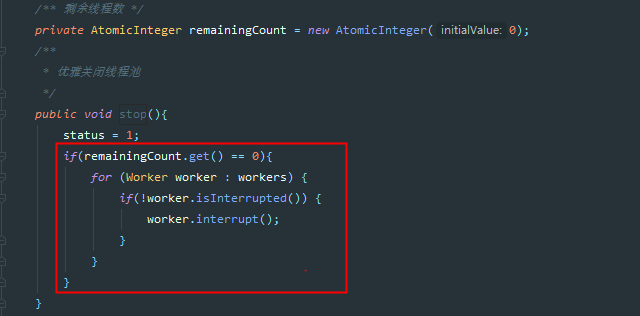 /** 剩余线程数 */
private AtomicInteger remainingCount = new AtomicInteger( initialValue: 0);
/**
* 优雅关闭线程池
*/
public void stop(){
status = 1;
if(remainingCount.get() == 0){
for (Worker worker : workers) {
if(!worker.isInterrupted()) {
worker.interrupt();
}
}
}
}